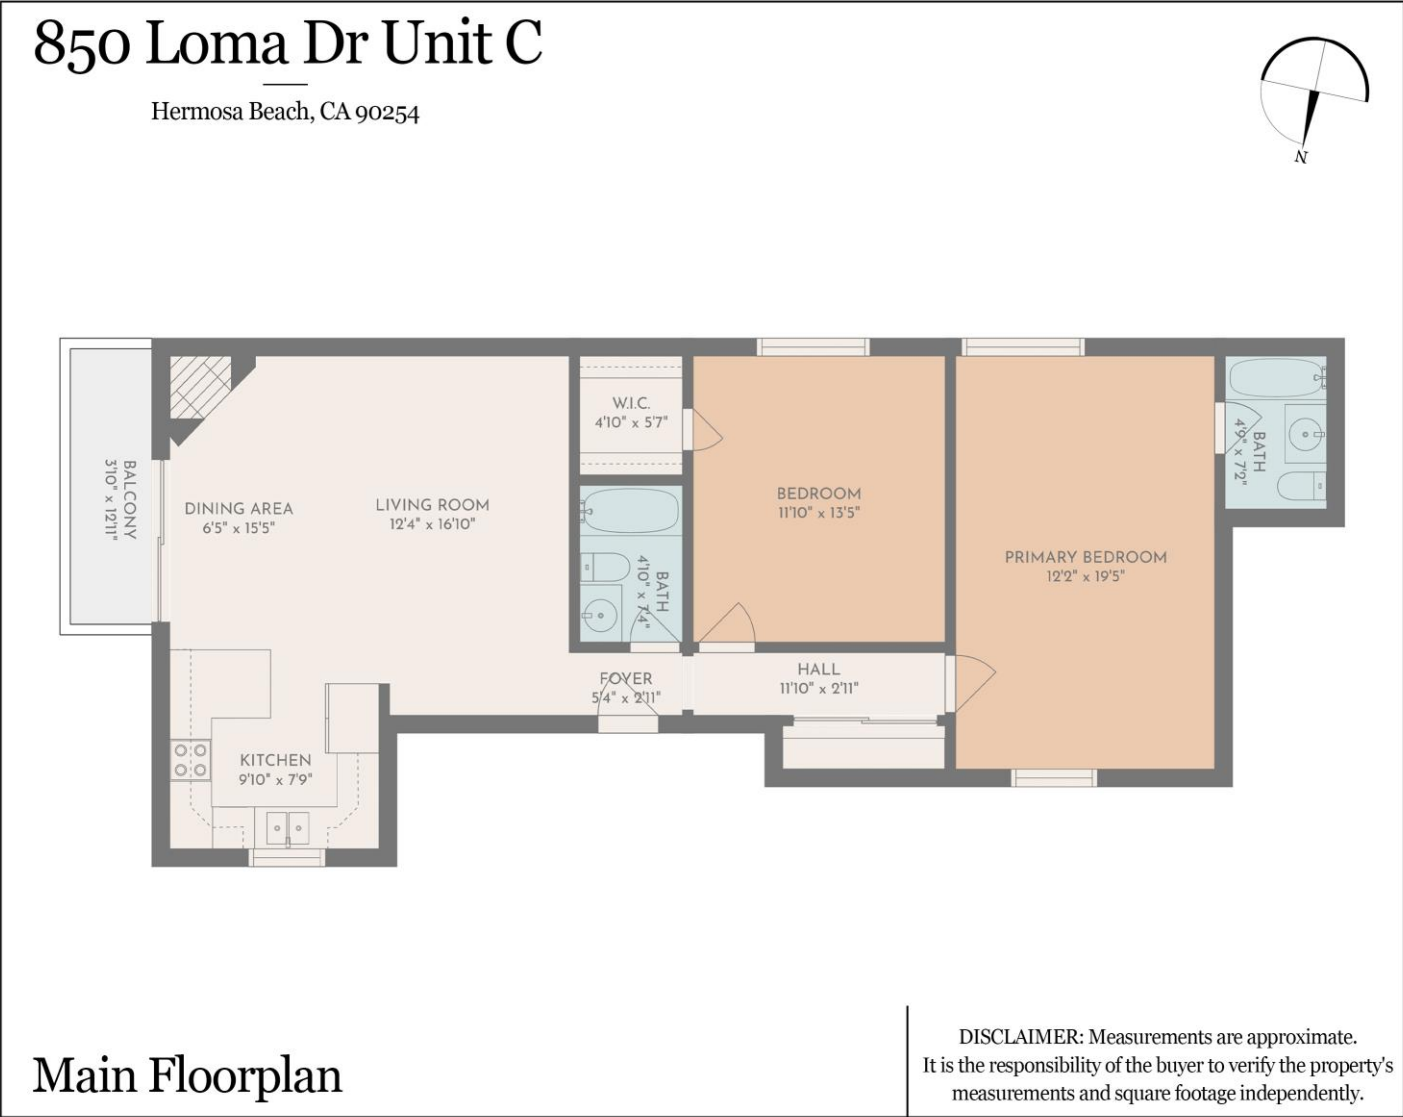 850 Loma Dr Unit C
Hermosa Beach, CA 90254
N
W.I.C.
4'10" x 5'7"
BALCONY
3'10" x 12'11"
DINING AREA
6'5" x 15'5"
LIVING ROOM
12'4" x 16'10"
BATH
4'10" x 7'4"
BEDROOM
11'10" x 13'5"
PRIMARY BEDROOM
12'2" x 19'5"
BATH
4'9" x 7'2"
FOYER
5'4" x 2'11"
HALL
11'10" x 2'11"
KITCHEN
9'10" x 7'9"
Main Floorplan
DISCLAIMER: Measurements are approximate.
It is the responsibility of the buyer to verify the property's
measurements and square footage independently.